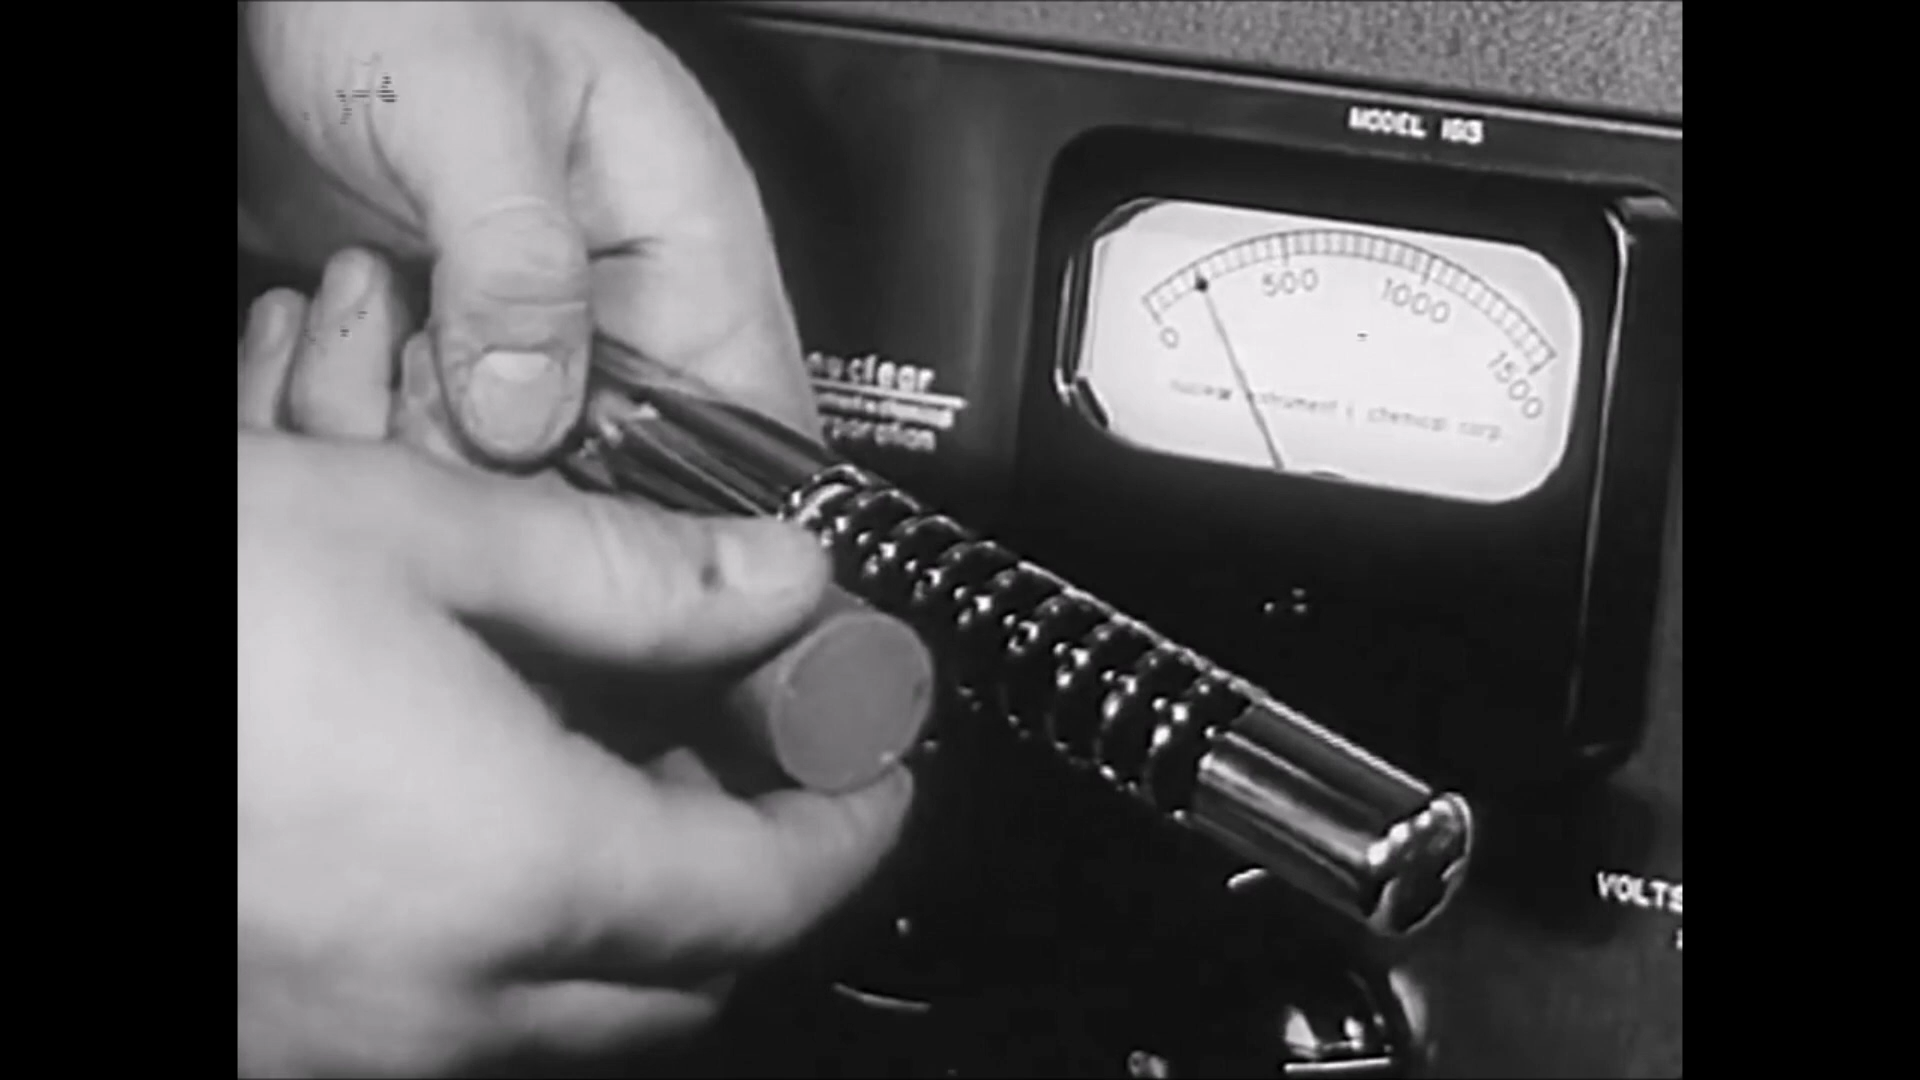 MODEL 163
0
500
1000
1500
nuclear instrument & chemical corp.
nuclear
VOLTS